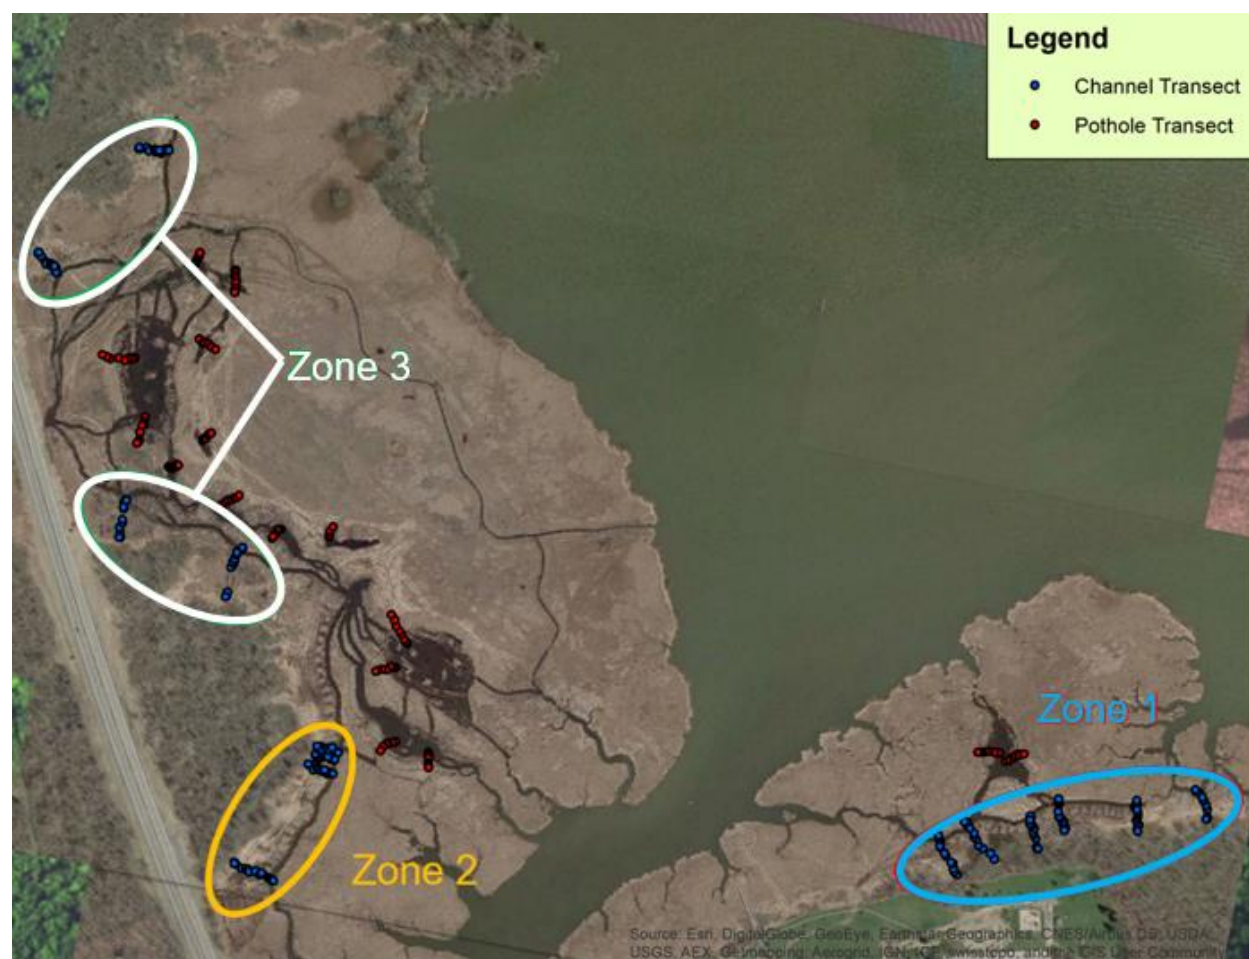 Legend
Channel Transect
Pothole Transect
Zone 3
Zone 1
Zone 2
Source: Esri, DigitalGlobe, GeoEye, Earthstar Geographics, CNES/Airbus DS, USDA,
USGS, AEX, Getmapping, Aerogrid, IGN, IGP, swisstopo, and the GIS User Community